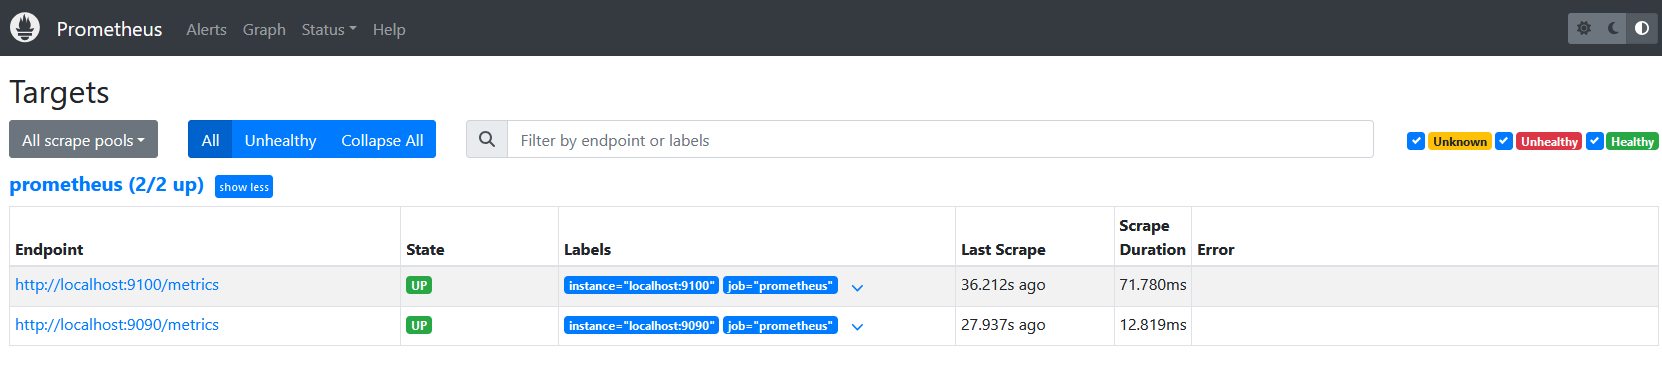 Prometheus Alerts Graph Status Help
Targets
All scrape pools All Unhealthy Collapse All Filter by endpoint or labels Unknown Unhealthy Healthy
prometheus (2/2 up) show less
Endpoint State Labels Last Scrape Scrape Duration Error
http://localhost:9100/metrics UP instance="localhost:9100" job="prometheus" 36.212s ago 71.780ms
http://localhost:9090/metrics UP instance="localhost:9090" job="prometheus" 27.937s ago 12.819ms